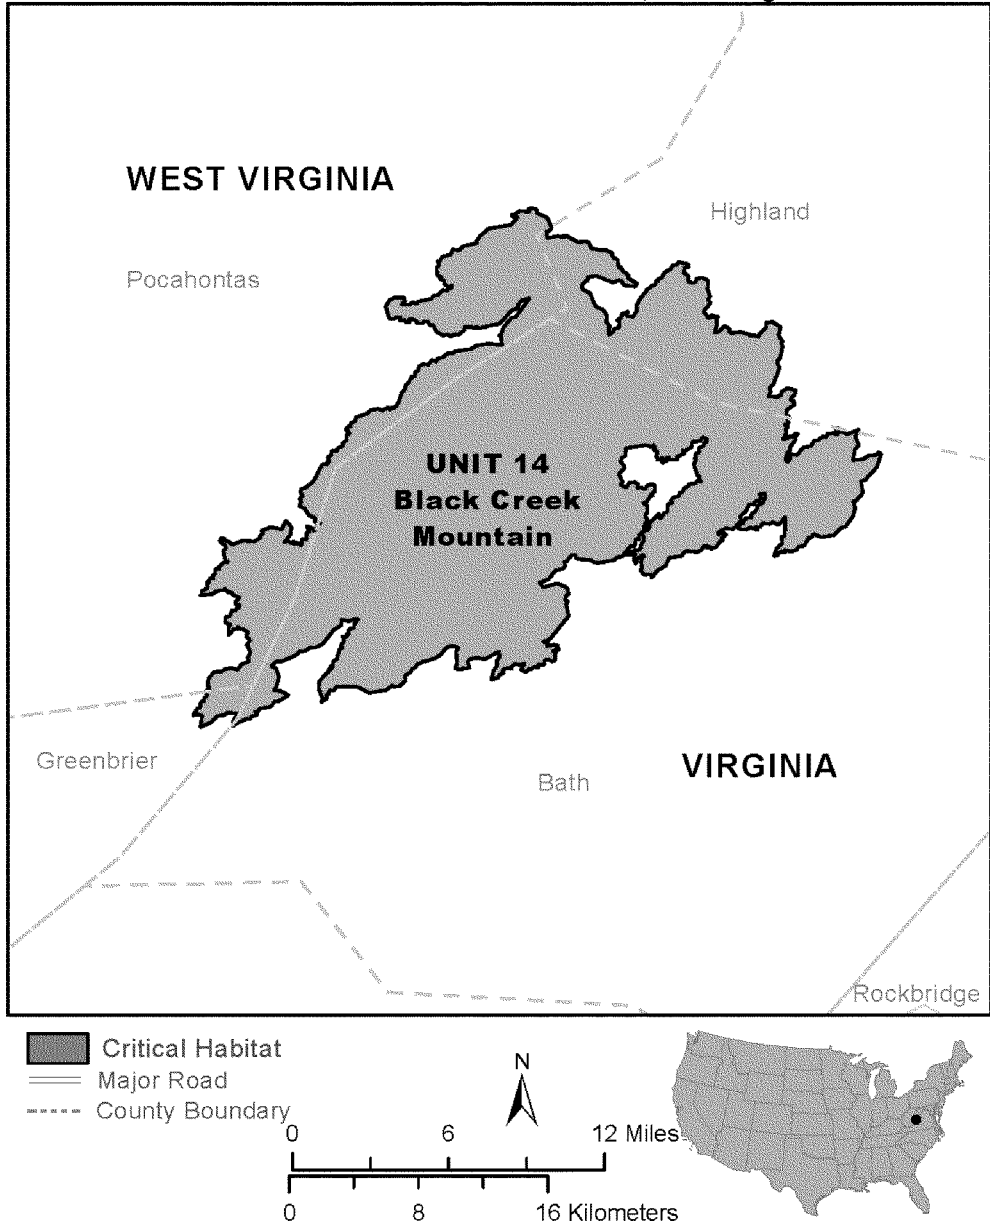 WEST VIRGINIA
Highland
Pocahontas
UNIT 14
Black Creek
Mountain
Greenbrier
Bath
VIRGINIA
Rockbridge
Critical Habitat
Major Road
County Boundary
N
0 6 12 Miles
0 8 16 Kilometers